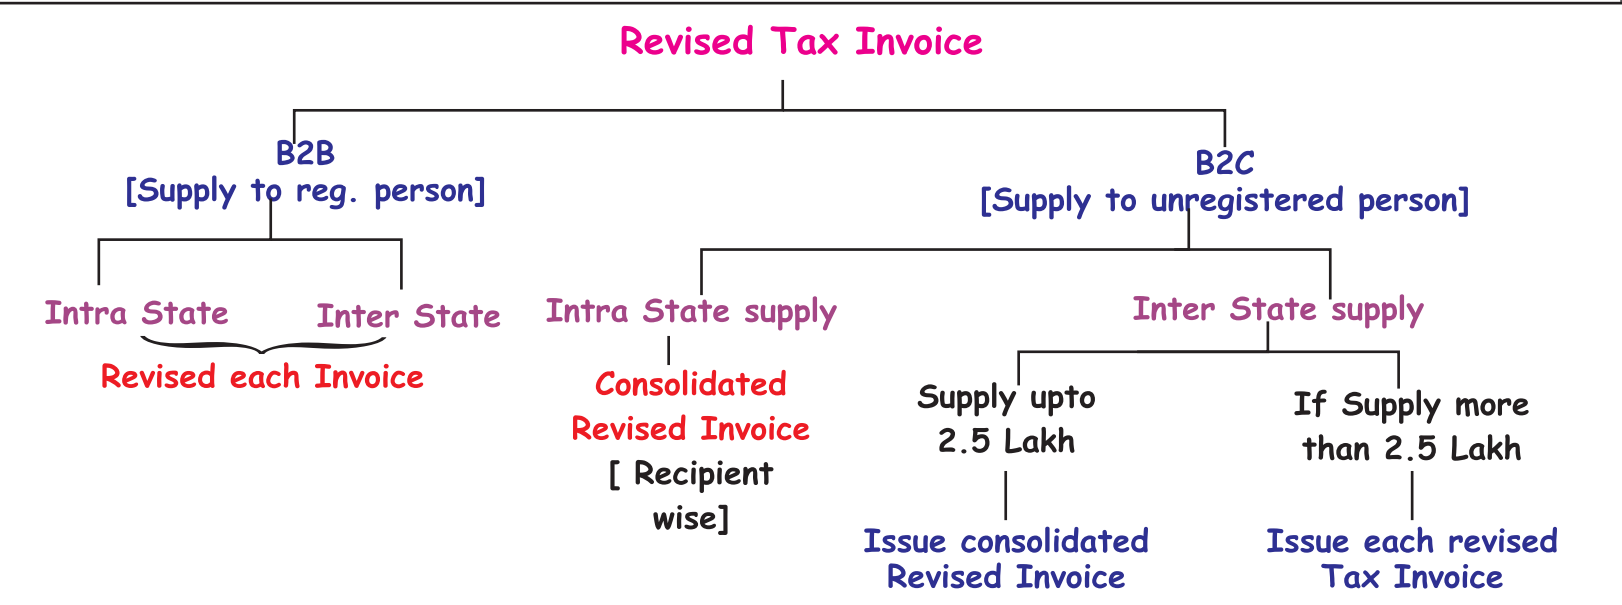 Revised Tax Invoice
B2B
[Supply to reg. person]
B2C
[Supply to unregistered person]
Intra State
Inter State
Revised each Invoice
Intra State supply
Consolidated
Revised Invoice
[ Recipient
wise]
Inter State supply
Supply upto
2.5 Lakh
Issue consolidated
Revised Invoice
If Supply more
than 2.5 Lakh
Issue each revised
Tax Invoice